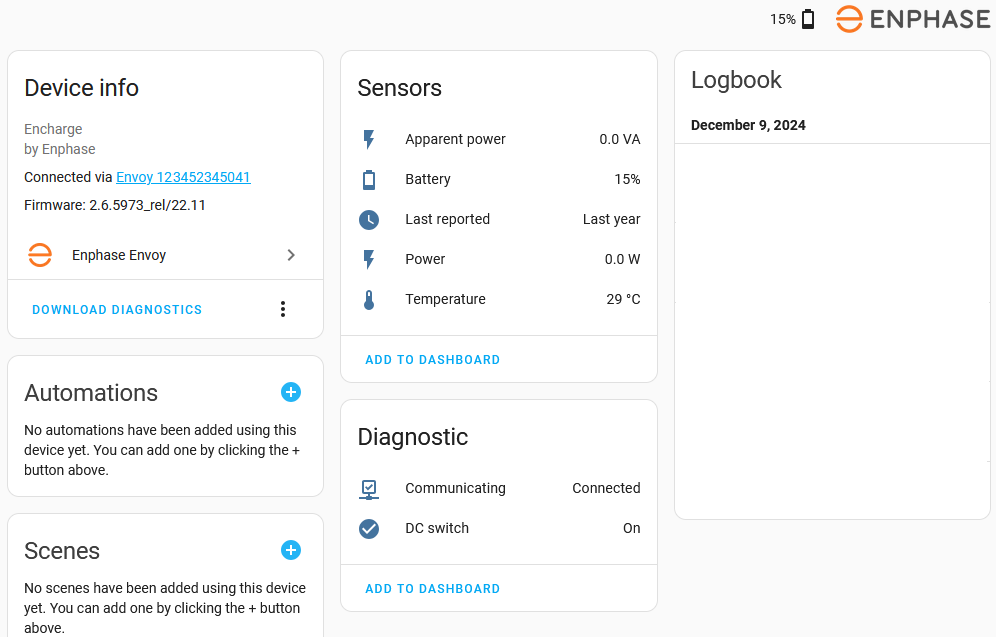 15%
ENPHASE
Device info
Encharge
by Enphase
Connected via Envoy 123452345041
Firmware: 2.6.5973_rel/22.11
Enphase Envoy
DOWNLOAD DIAGNOSTICS
Automations
No automations have been added using this
device yet. You can add one by clicking the +
button above.
Scenes
No scenes have been added using this device
yet. You can add one by clicking the + button
above.
Sensors
Apparent power 0.0 VA
Battery 15%
Last reported Last year
Power 0.0 W
Temperature 29 °C
ADD TO DASHBOARD
Diagnostic
Communicating Connected
DC switch On
ADD TO DASHBOARD
Logbook
December 9, 2024